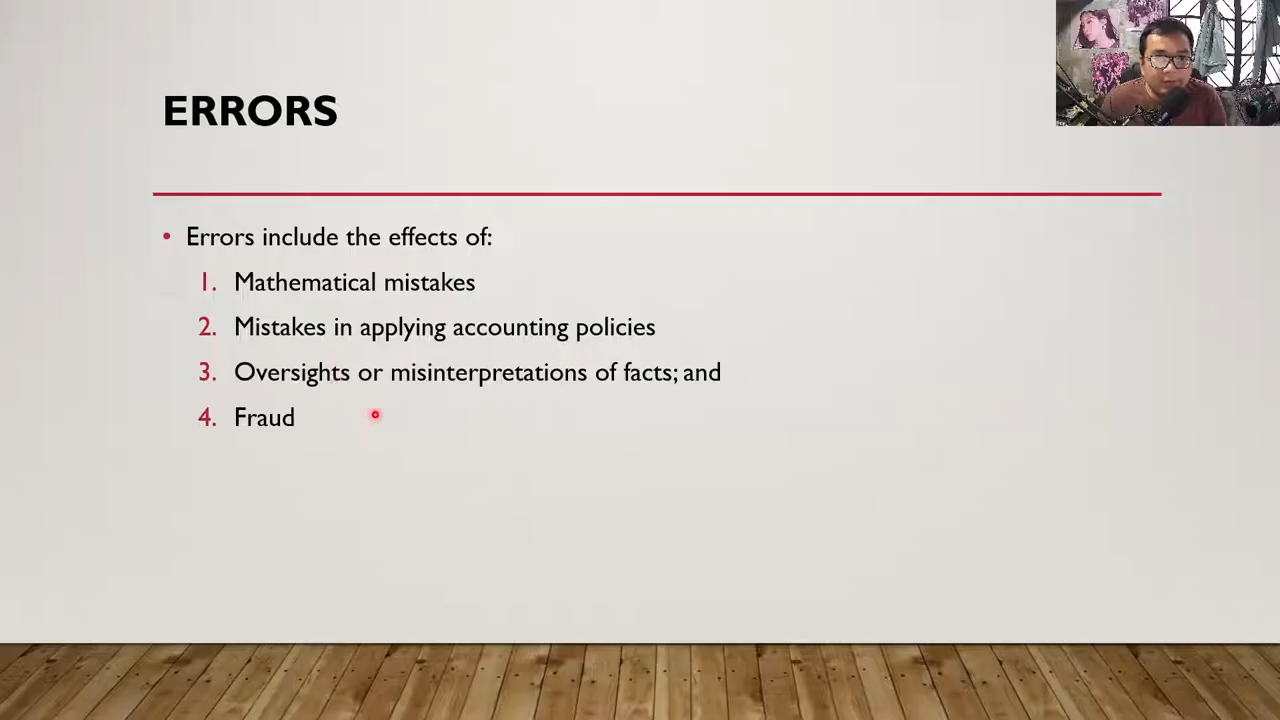 ERRORS
• Errors include the effects of:
1. Mathematical mistakes
2. Mistakes in applying accounting policies
3. Oversights or misinterpretations of facts; and
4. Fraud